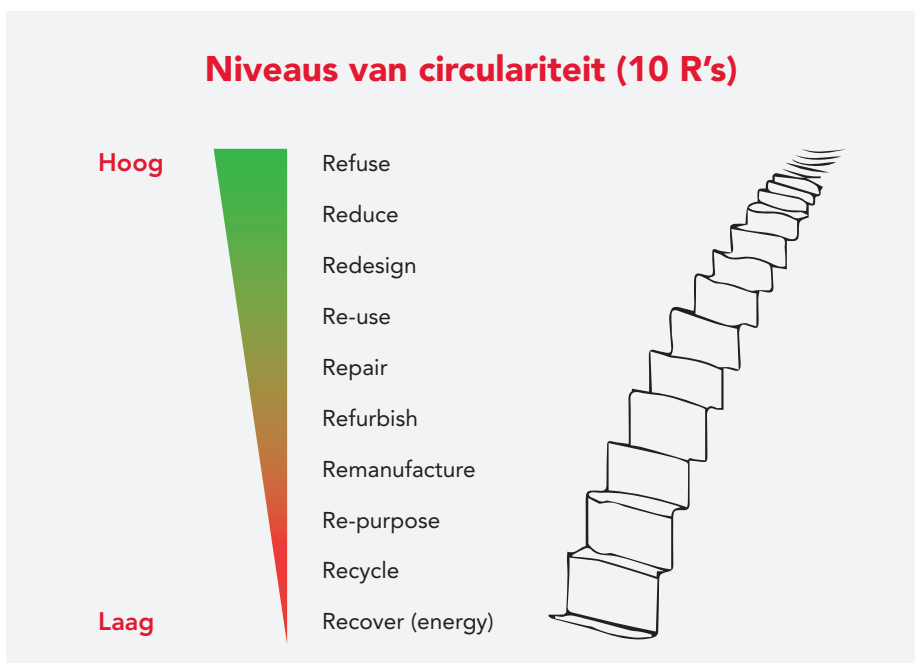 Niveaus van circulariteit (10 R's)
Hoog
Refuse
Reduce
Redesign
Re-use
Repair
Refurbish
Remanufacture
Re-purpose
Recycle
Laag
Recover (energy)